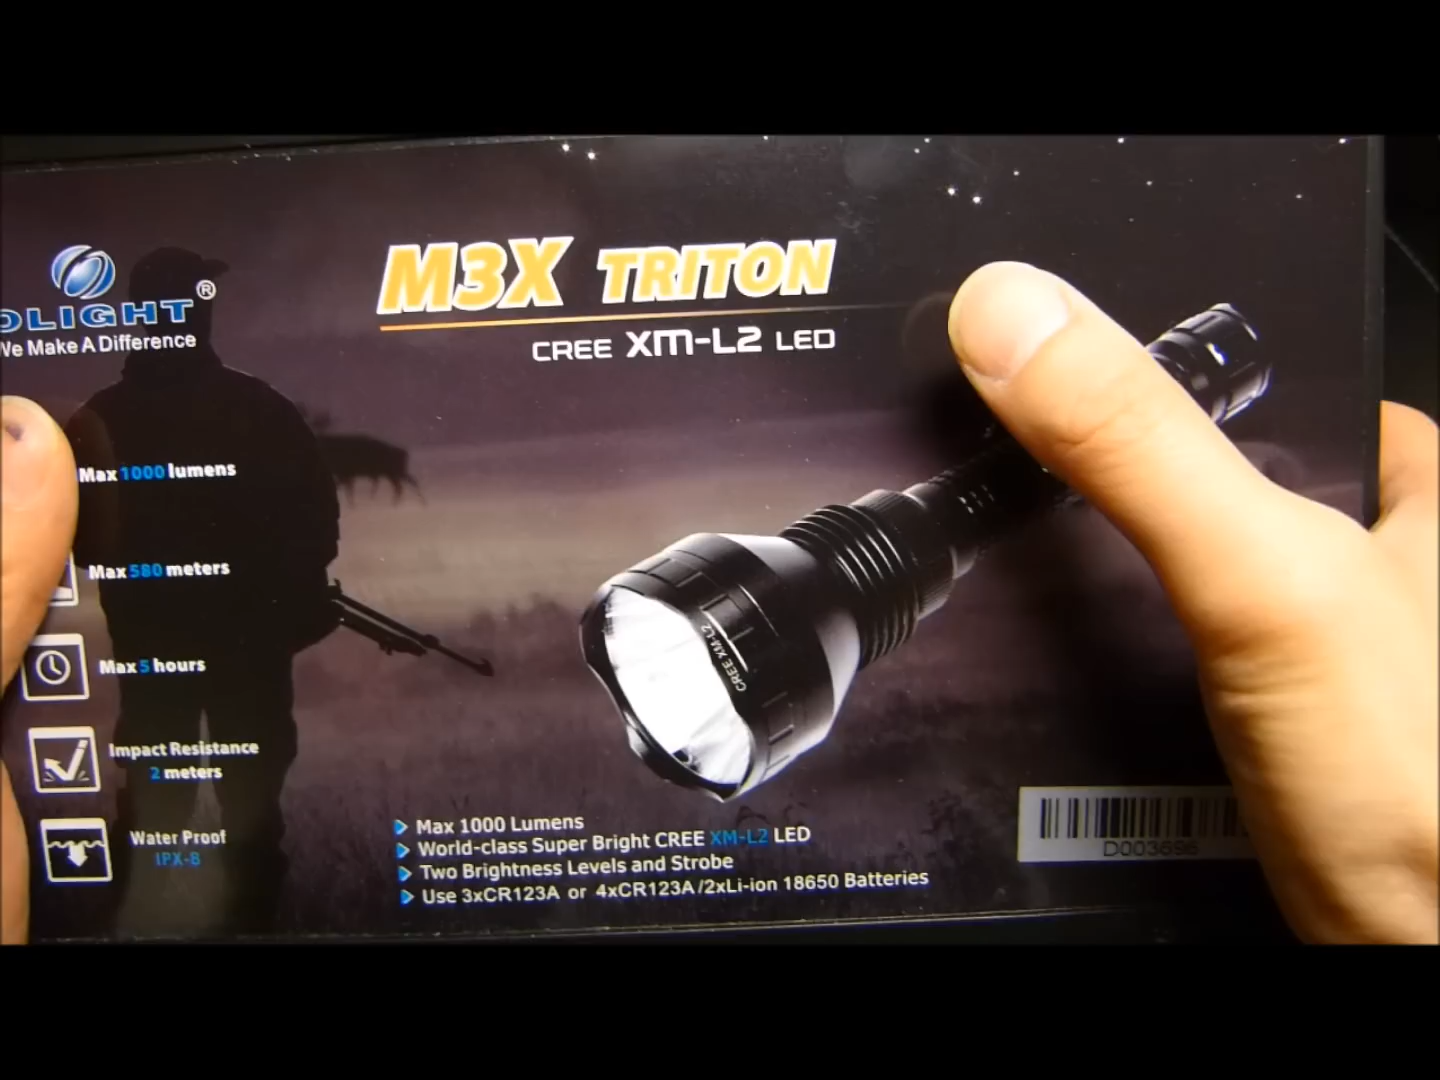 OLIGHT®
We Make A Difference
M3X TRITON
CREE XM-L2 LED
Max 1000 lumens
Max 580 meters
Max 5 hours
Impact Resistance
2 meters
Water Proof
IPX-8
CREE XM-L2
Max 1000 Lumens
World-class Super Bright CREE XM-L2 LED
Two Brightness Levels and Strobe
Use 3xCR123A or 4xCR123A/2xLi-ion 18650 Batteries